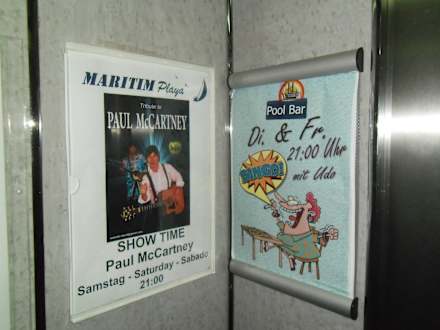 MARITIM Playa
Tribute to
PAUL McCARTNEY
SHOW TIME
Paul McCartney
Samstag - Saturday - Sabado
21:00
Pool Bar
Di. & Fr.
21:00 Uhr
mit Udo
BINGO!